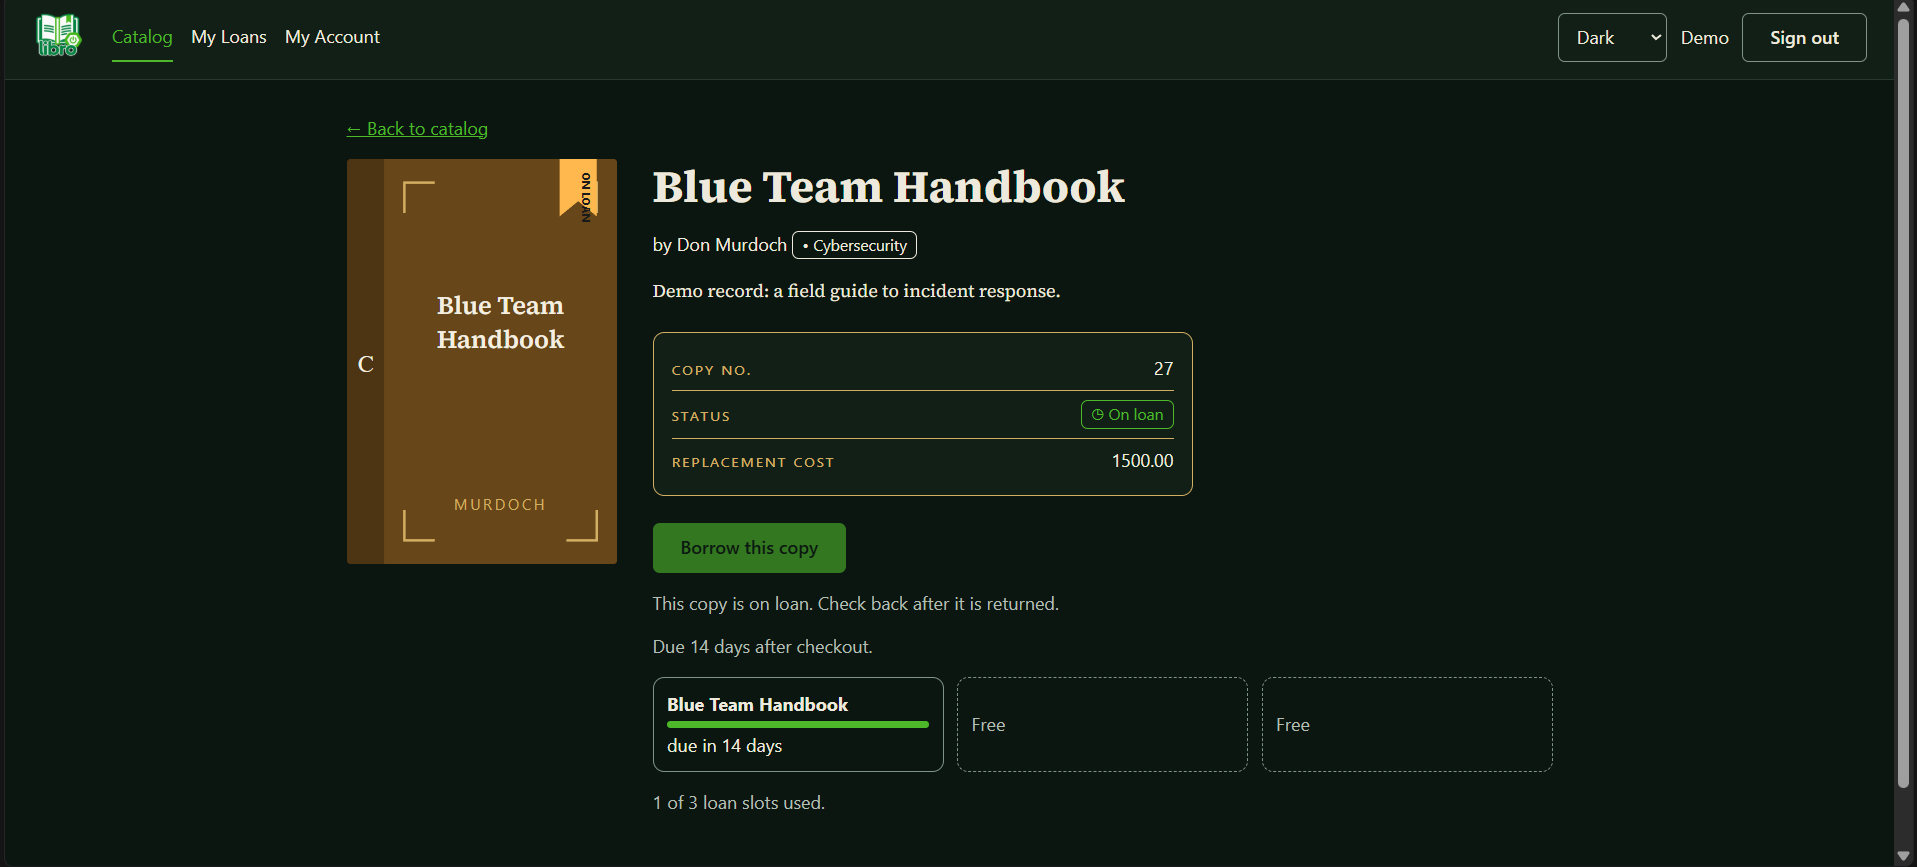 libro
Catalog
My Loans
My Account
Dark
Demo
Sign out
← Back to catalog
ON LOAN
C
Blue Team
Handbook
MURDOCH
Blue Team Handbook
by Don Murdoch • Cybersecurity
Demo record: a field guide to incident response.
COPY NO. 27
STATUS On loan
REPLACEMENT COST 1500.00
Borrow this copy
This copy is on loan. Check back after it is returned.
Due 14 days after checkout.
Blue Team Handbook
due in 14 days
Free
Free
1 of 3 loan slots used.